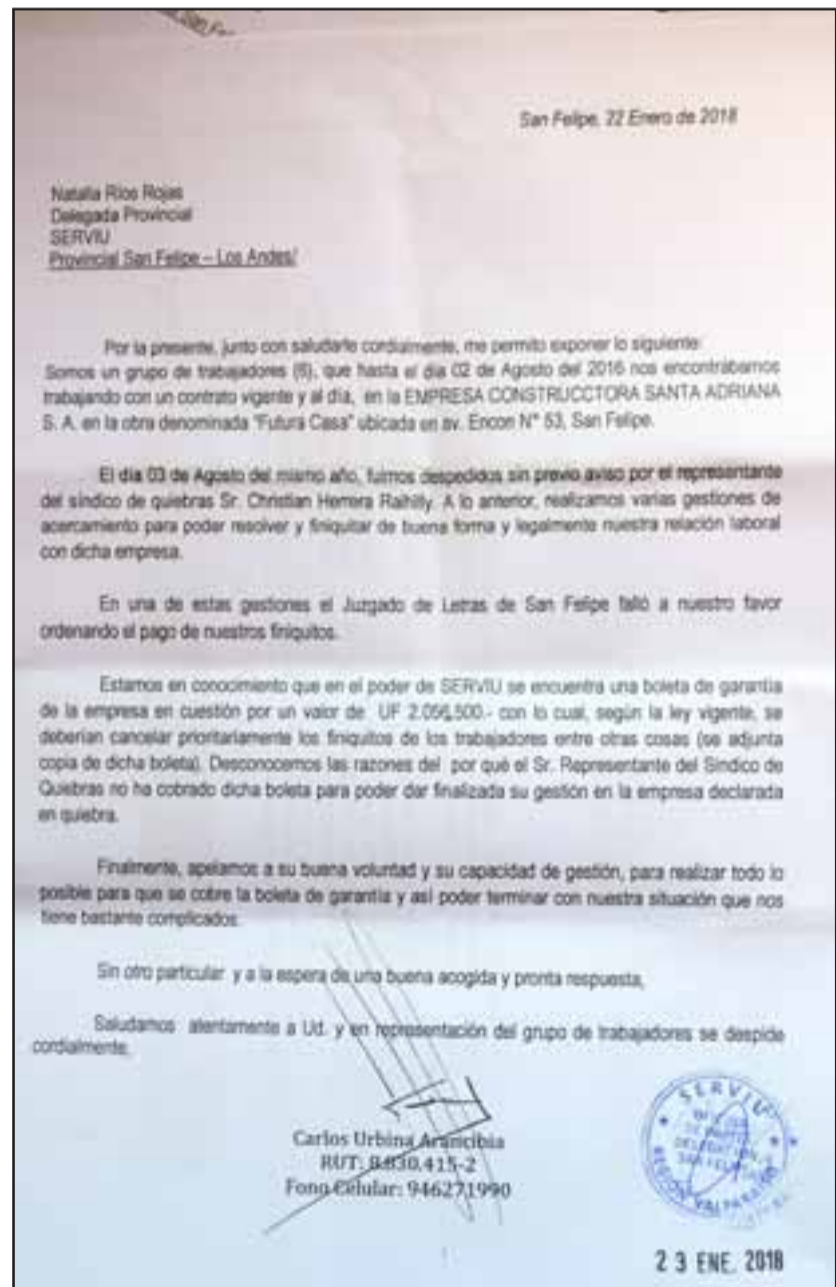 San Felipe, 22 Enero de 2018
Natalia Rios Rojas
Delegada Provincial
SERVIU
Provincial San Felipe – Los Andes/
Por la presente, junto con saludarle cordialmente, me permito exponer lo siguiente:
Somos un grupo de trabajadores (6), que hasta el dia 02 de Agosto del 2016 nos encontrábamos
trabajando con un contrato vigente y al día, en la EMPRESA CONSTRUCCTORA SANTA ADRIANA
S. A. en la obra denominada "Futura Casa" ubicada en av. Encon N° 53, San Felipe.
El día 03 de Agosto del mismo año, fuimos despedidos sin previo aviso por el representante
del síndico de quiebras Sr. Christian Herrera Raihilly. A lo anterior, realizamos varias gestiones de
acercamiento para poder resolver y finiquitar de buena forma y legalmente nuestra relación laboral
con dicha empresa.
En una de estas gestiones el Juzgado de Letras de San Felipe falló a nuestro favor
ordenando el pago de nuestros finiquitos.
Estamos en conocimiento que en el poder de SERVIU se encuentra una boleta de garantía
de la empresa en cuestión por un valor de UF 2.056,500.- con lo cual, según la ley vigente, se
deberían cancelar prioritariamente los finiquitos de los trabajadores entre otras cosas (se adjunta
copia de dicha boleta). Desconocemos las razones del por qué el Sr. Representante del Síndico de
Quiebras no ha cobrado dicha boleta para poder dar finalizada su gestión en la empresa declarada
en quiebra.
Finalmente, apelamos a su buena voluntad y su capacidad de gestión, para realizar todo lo
posible para que se cobre la boleta de garantía y así poder terminar con nuestra situación que nos
tiene bastante complicados.
Sin otro particular y a la espera de una buena acogida y pronta respuesta,
Saludamos atentamente a Ud. y en representación del grupo de trabajadores se despide
cordialmente,
Carlos Urbina Arancibia
RUT: 8.830.415-2
Fono Celular: 946271990
SERVIU
DELEGACION
SAN FELIPE
REGION VALPARAISO
23 ENE. 2018